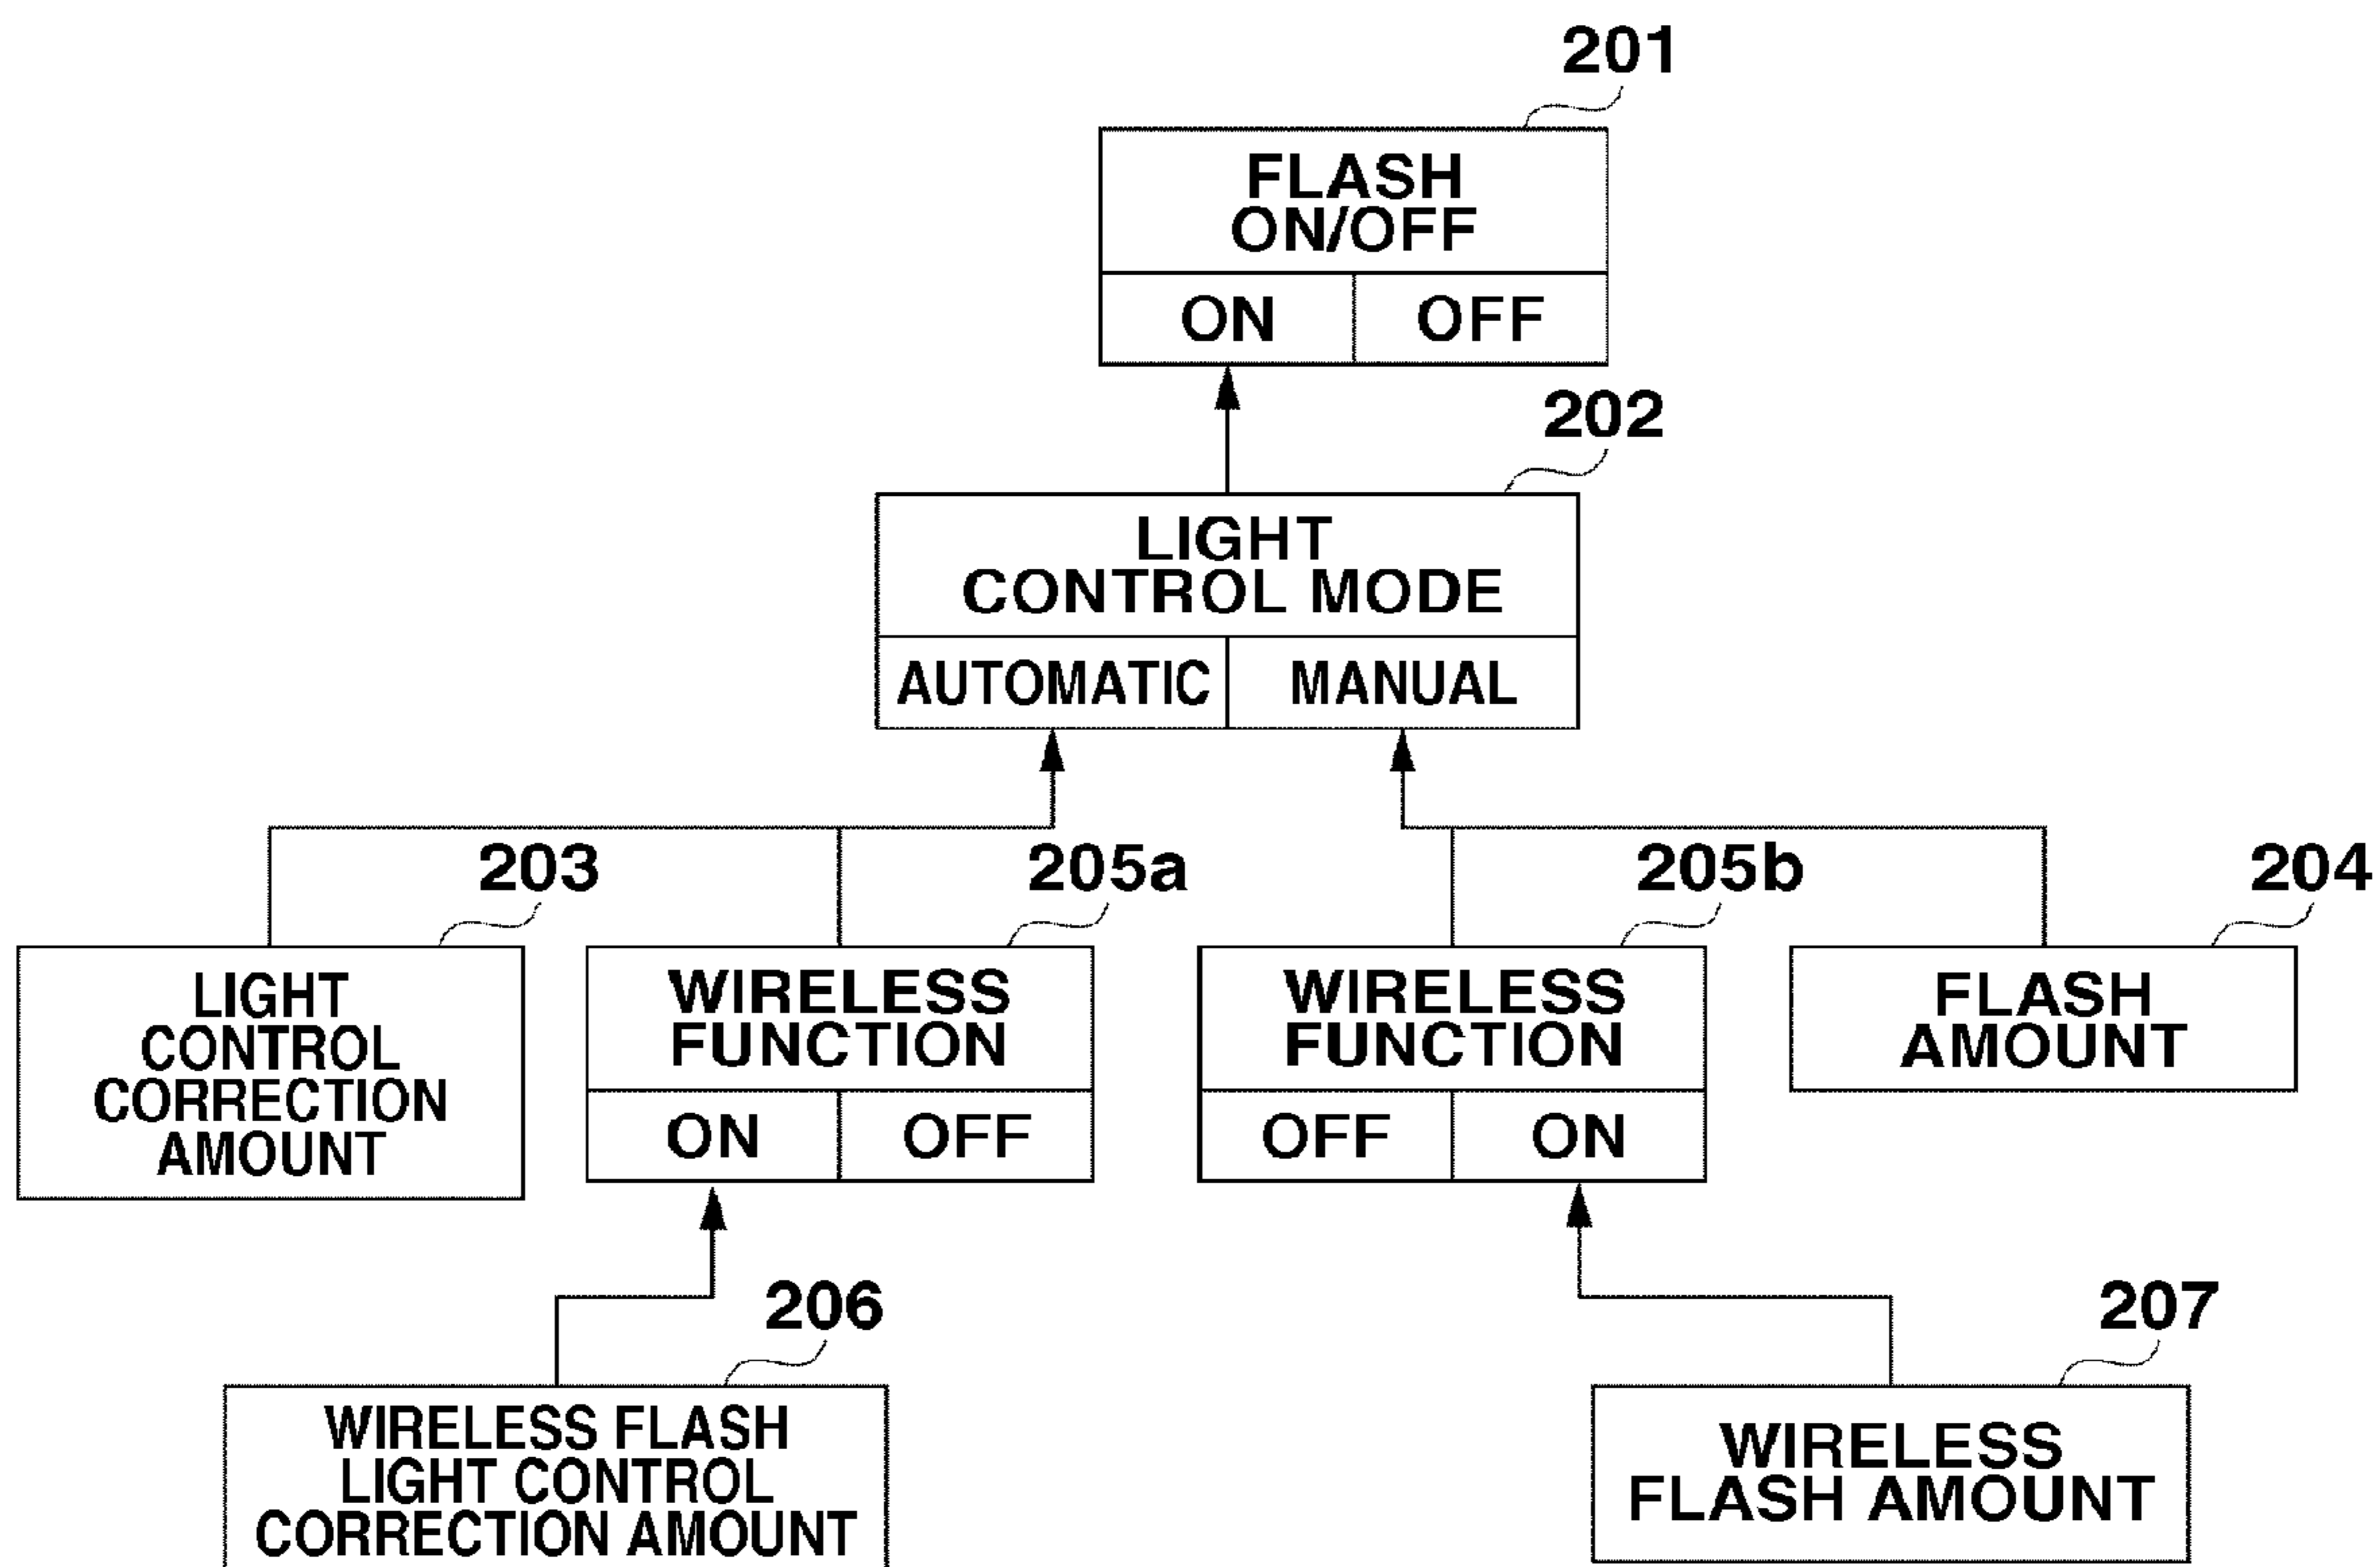 201
FLASH
ON/OFF
ON OFF
202
LIGHT
CONTROL MODE
AUTOMATIC MANUAL
203
205a
205b
204
LIGHT
CONTROL
CORRECTION
AMOUNT
WIRELESS
FUNCTION
ON OFF
WIRELESS
FUNCTION
OFF ON
FLASH
AMOUNT
206
207
WIRELESS FLASH
LIGHT CONTROL
CORRECTION AMOUNT
WIRELESS
FLASH AMOUNT